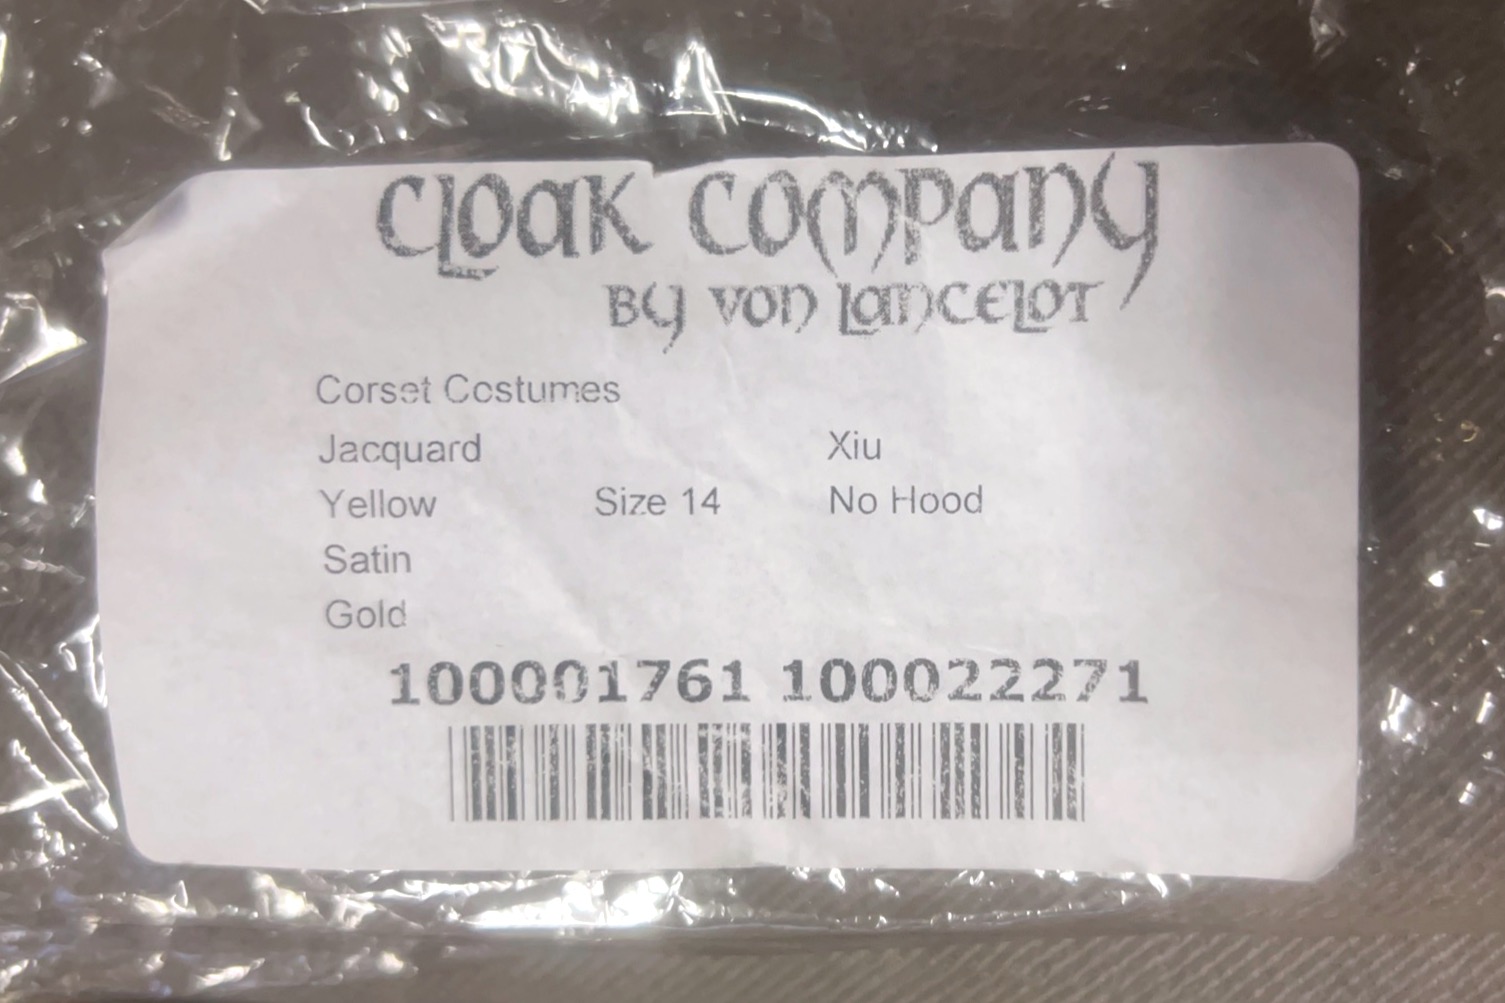 Cloak Company
By Von Lancelot
Corset Costumes
Jacquard Xiu
Yellow Size 14 No Hood
Satin
Gold
100001761 100022271